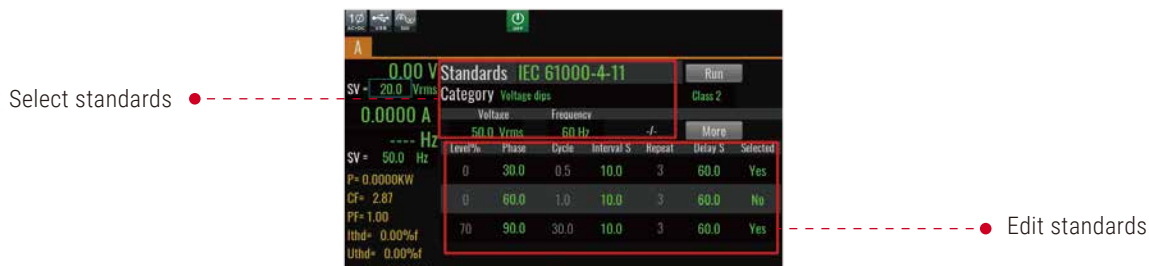 1Ø
AC+DC USB SIN OFF
A
0.00 V
SV= 20.0 Vrms
0.0000 A
---- Hz
SV= 50.0 Hz
P= 0.0000KW
CF= 2.87
PF= 1.00
Ithd= 0.00%f
Uthd= 0.00%f
Standards IEC 61000-4-11 Run
Category Voltage dips Class 2
Voltage Frequency
50.0 Vrms 60 Hz -/- More
Level% Phase Cycle Interval S Repeat Delay S Selected
0 30.0 0.5 10.0 3 60.0 Yes
0 60.0 1.0 10.0 3 60.0 No
70 90.0 30.0 10.0 3 60.0 Yes
Select standards
Edit standards